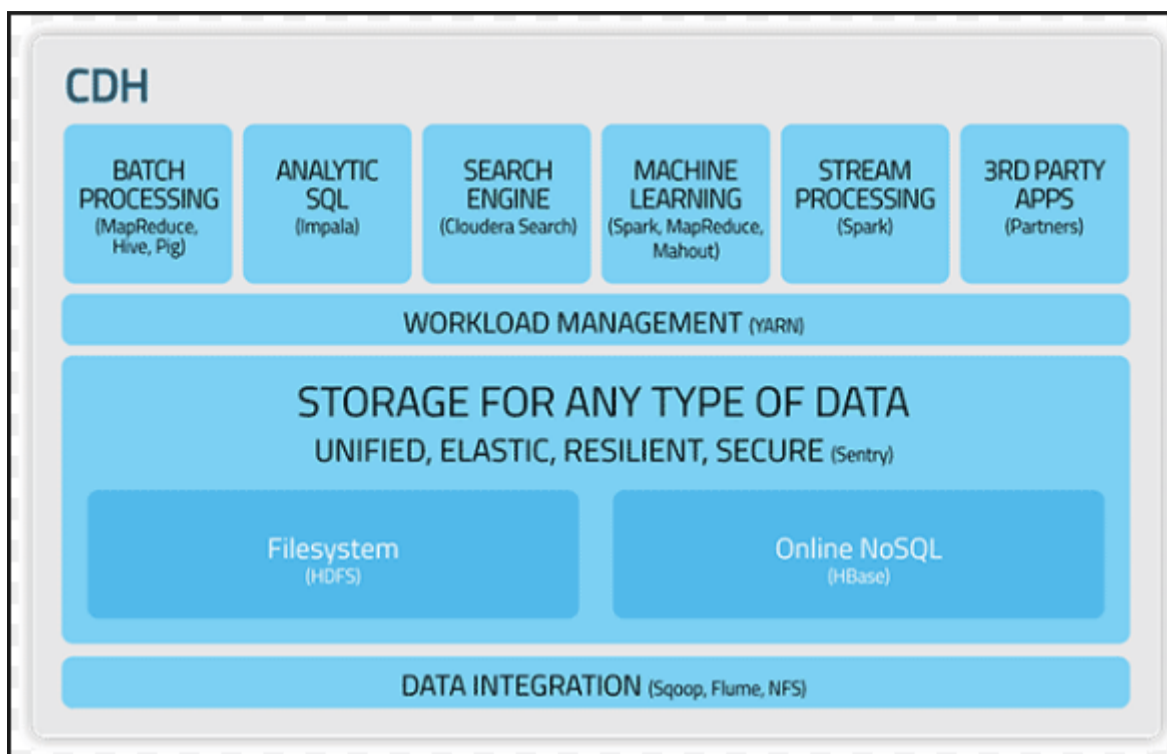 CDH
BATCH
PROCESSING
(MapReduce,
Hive, Pig)
ANALYTIC
SQL
(Impala)
SEARCH
ENGINE
(Cloudera Search)
MACHINE
LEARNING
(Spark, MapReduce,
Mahout)
STREAM
PROCESSING
(Spark)
3RD PARTY
APPS
(Partners)
WORKLOAD MANAGEMENT (YARN)
STORAGE FOR ANY TYPE OF DATA
UNIFIED, ELASTIC, RESILIENT, SECURE (Sentry)
Filesystem
(HDFS)
Online NoSQL
(HBase)
DATA INTEGRATION (Sqoop, Flume, NFS)